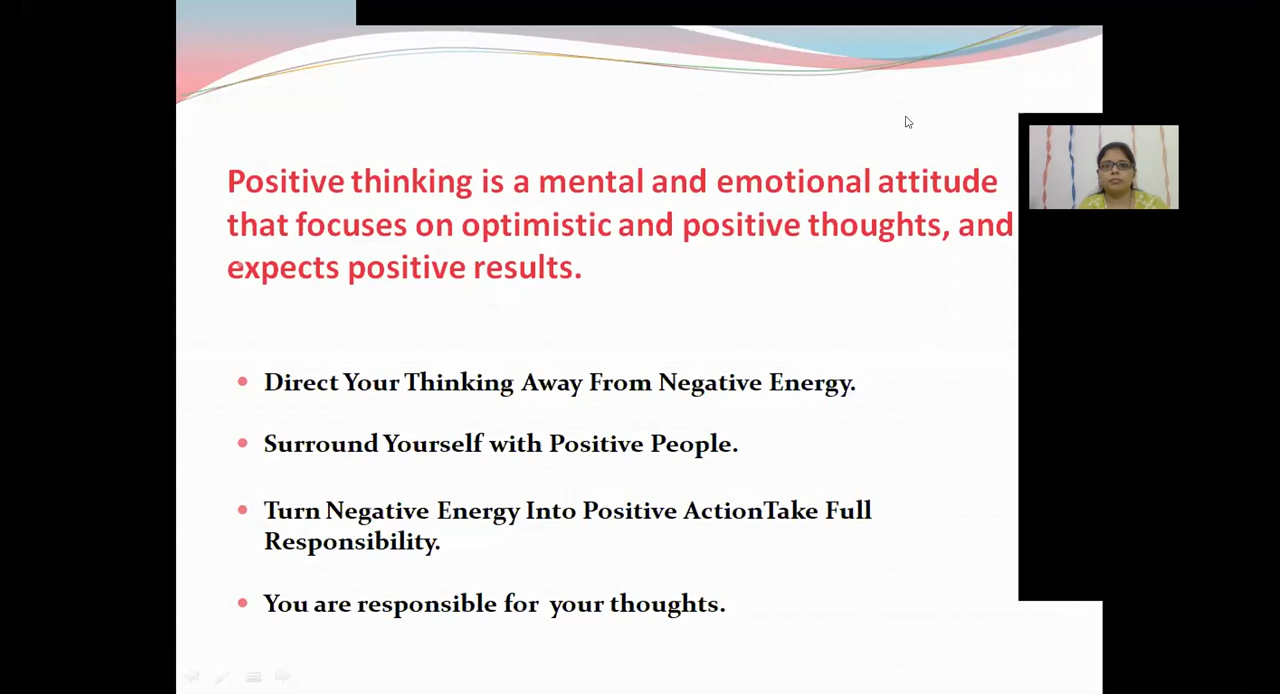 Positive thinking is a mental and emotional attitude
that focuses on optimistic and positive thoughts, and
expects positive results.
Direct Your Thinking Away From Negative Energy.
Surround Yourself with Positive People.
Turn Negative Energy Into Positive ActionTake Full
Responsibility.
You are responsible for your thoughts.